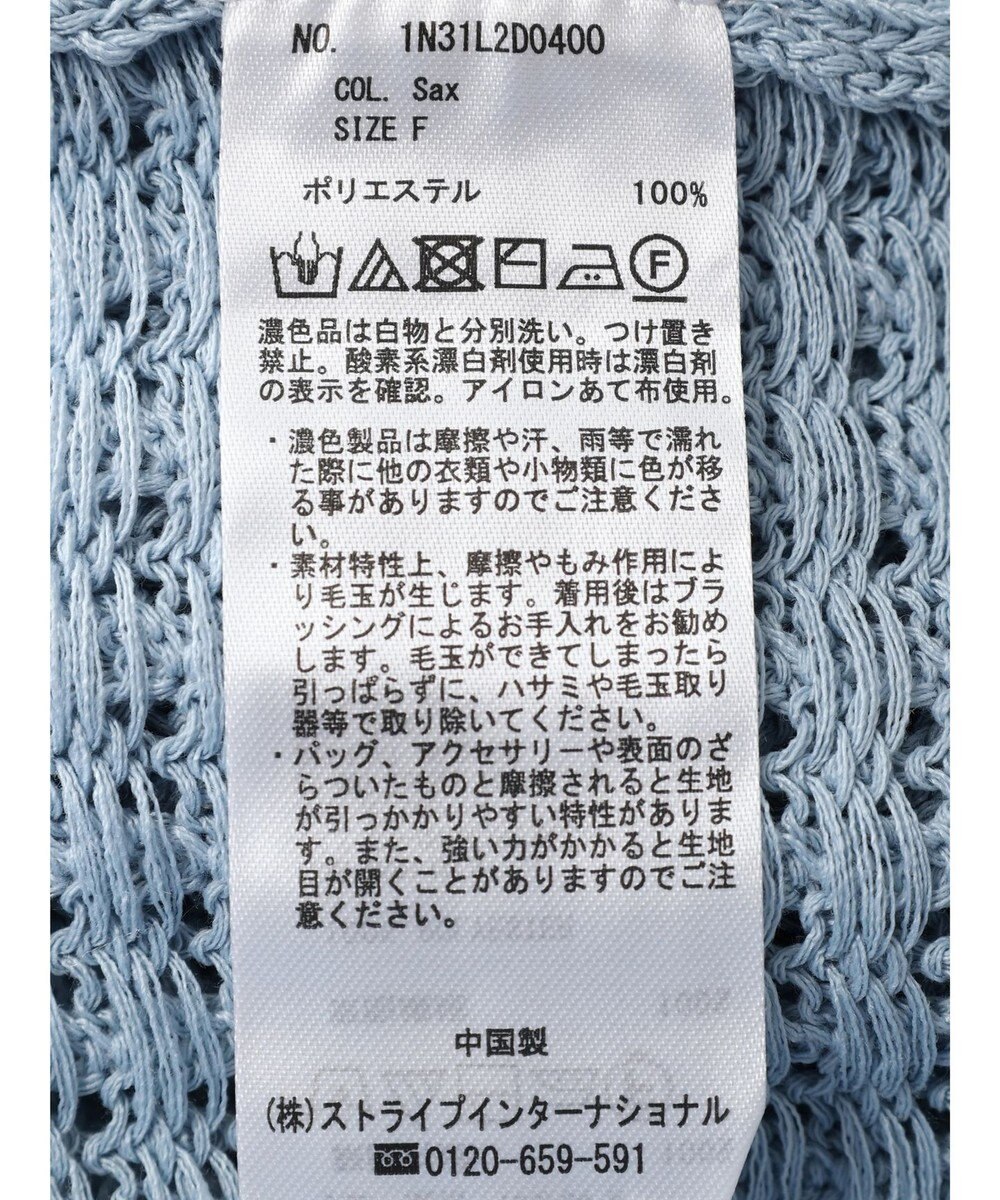 NO. 1N31L2D0400
COL. Sax
SIZE F
ポリエステル 100%
F
濃色品は白物と分別洗い。つけ置き
禁止。酸素系漂白剤使用時は漂白剤
の表示を確認。アイロンあて布使用。
・濃色製品は摩擦や汗、雨等で濡れ
た際に他の衣類や小物類に色が移
る事がありますのでご注意くださ
い。
・素材特性上、摩擦やもみ作用によ
り毛玉が生じます。着用後はブラ
ッシングによるお手入れをお勧め
します。毛玉ができてしまったら
引っぱらずに、ハサミや毛玉取り
器等で取り除いてください。
・バッグ、アクセサリーや表面のざ
らついたものと摩擦されると生地
が引っかかりやすい特性がありま
す。また、強い力がかかると生地
目が開くことがありますのでご注
意ください。
中国製
(株)ストライプインターナショナル
0120-659-591